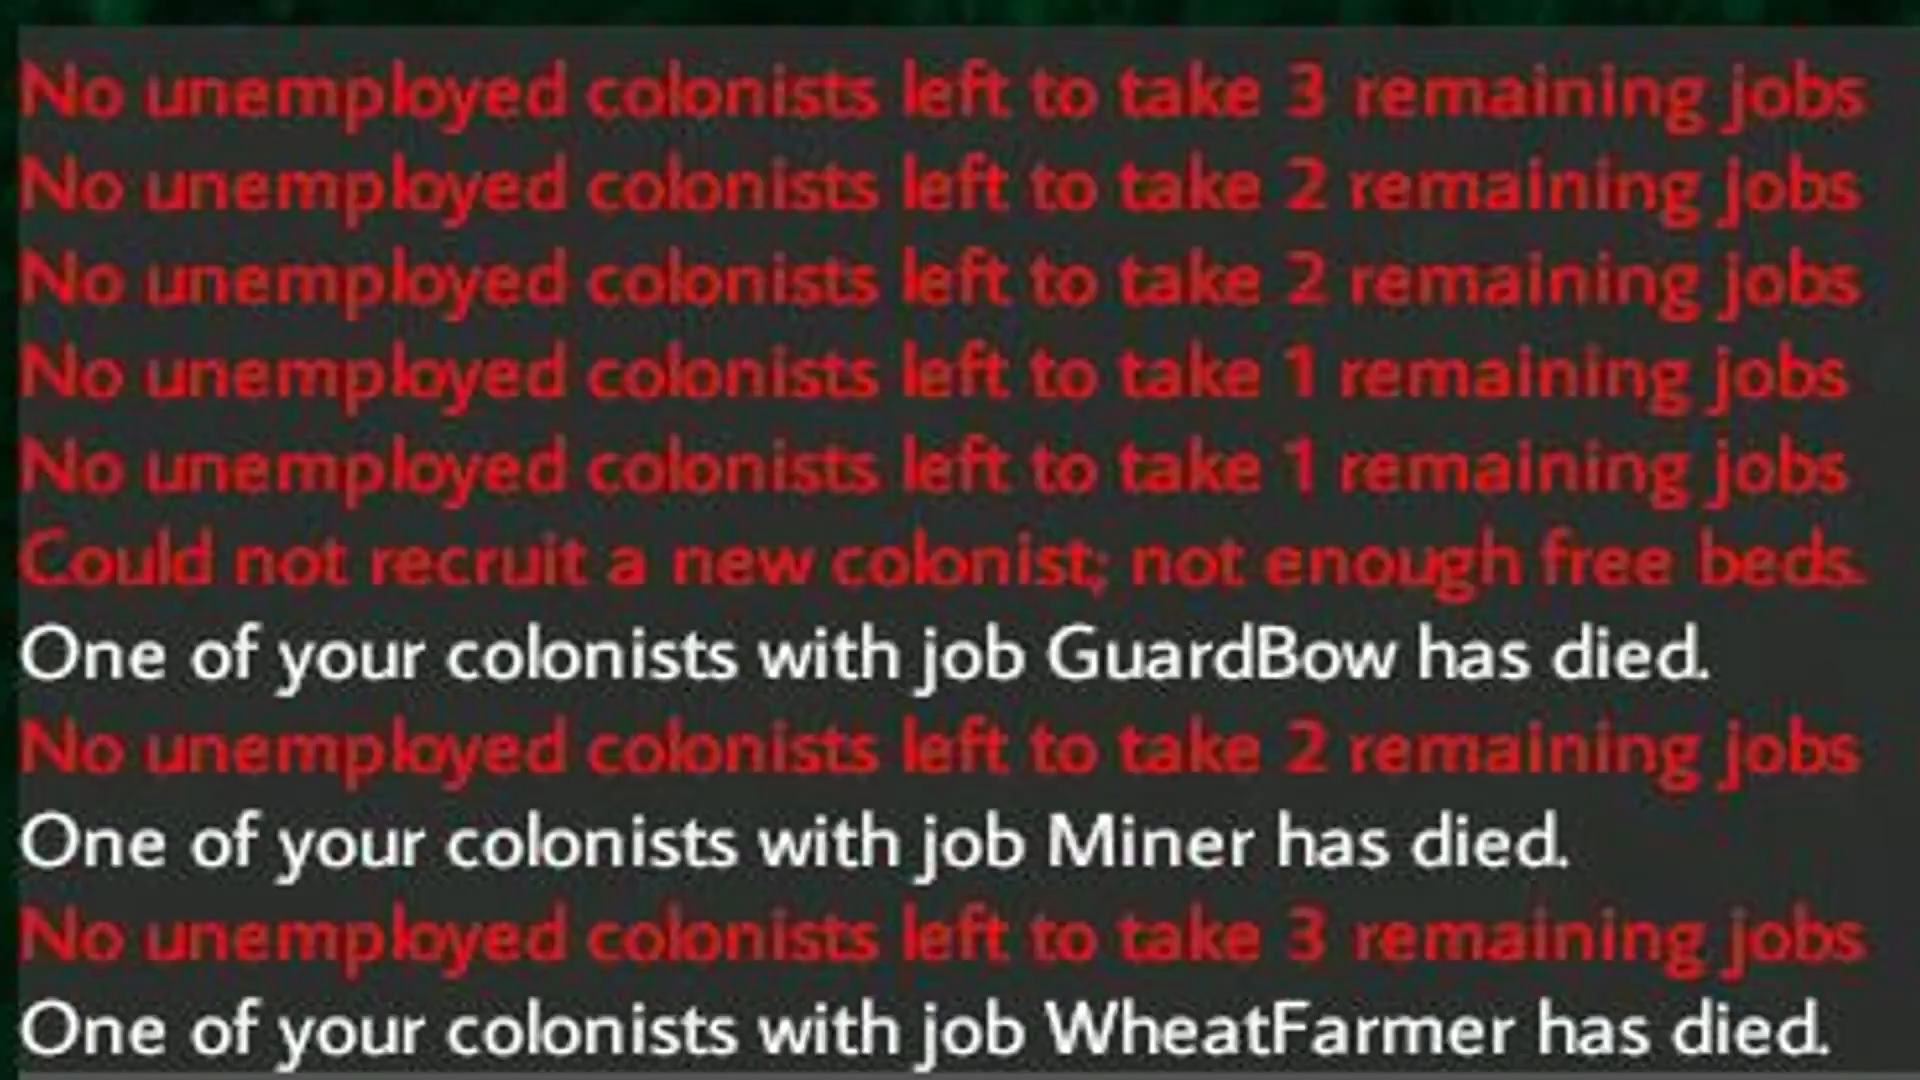 No unemployed colonists left to take 3 remaining jobs
No unemployed colonists left to take 2 remaining jobs
No unemployed colonists left to take 2 remaining jobs
No unemployed colonists left to take 1 remaining jobs
No unemployed colonists left to take 1 remaining jobs
Could not recruit a new colonist; not enough free beds.
One of your colonists with job GuardBow has died.
No unemployed colonists left to take 2 remaining jobs
One of your colonists with job Miner has died.
No unemployed colonists left to take 3 remaining jobs
One of your colonists with job WheatFarmer has died.